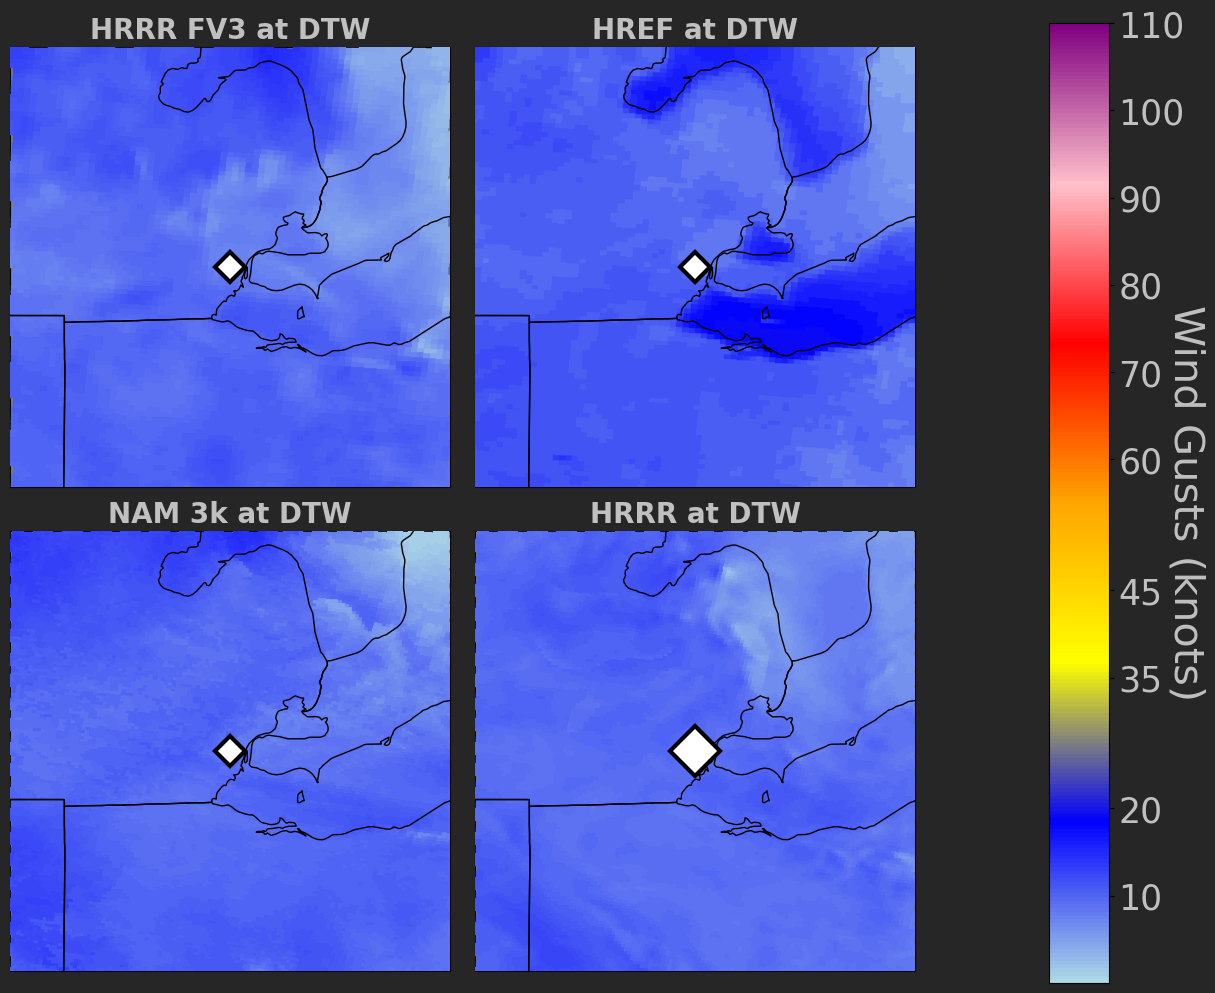 HRRR FV3 at DTW
HREF at DTW
NAM 3k at DTW
HRRR at DTW
110
100
90
80
70
60
45
35
20
10
Wind Gusts (knots)